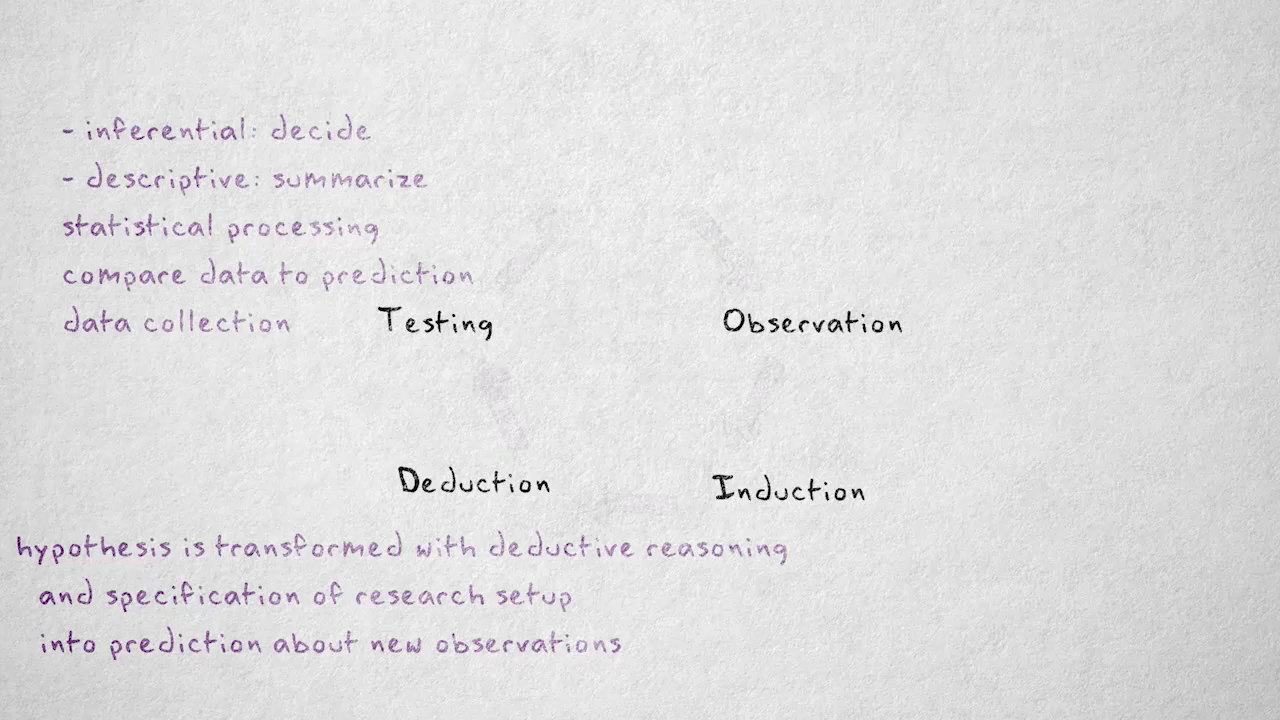 - inferential: decide
- descriptive: summarize
statistical processing
compare data to prediction
data collection
Testing
Observation
Deduction
Induction
hypothesis is transformed with deductive reasoning
and specification of research setup
into prediction about new observations